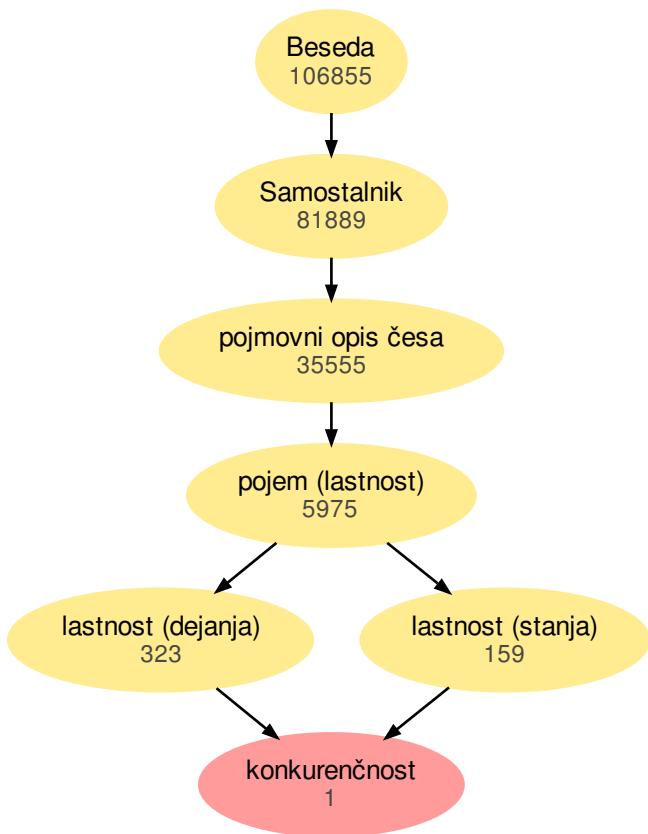 Beseda
106855
Samostalnik
81889
pojmovni opis česa
35555
pojem (lastnost)
5975
lastnost (dejanja)
323
lastnost (stanja)
159
konkurenčnost
1